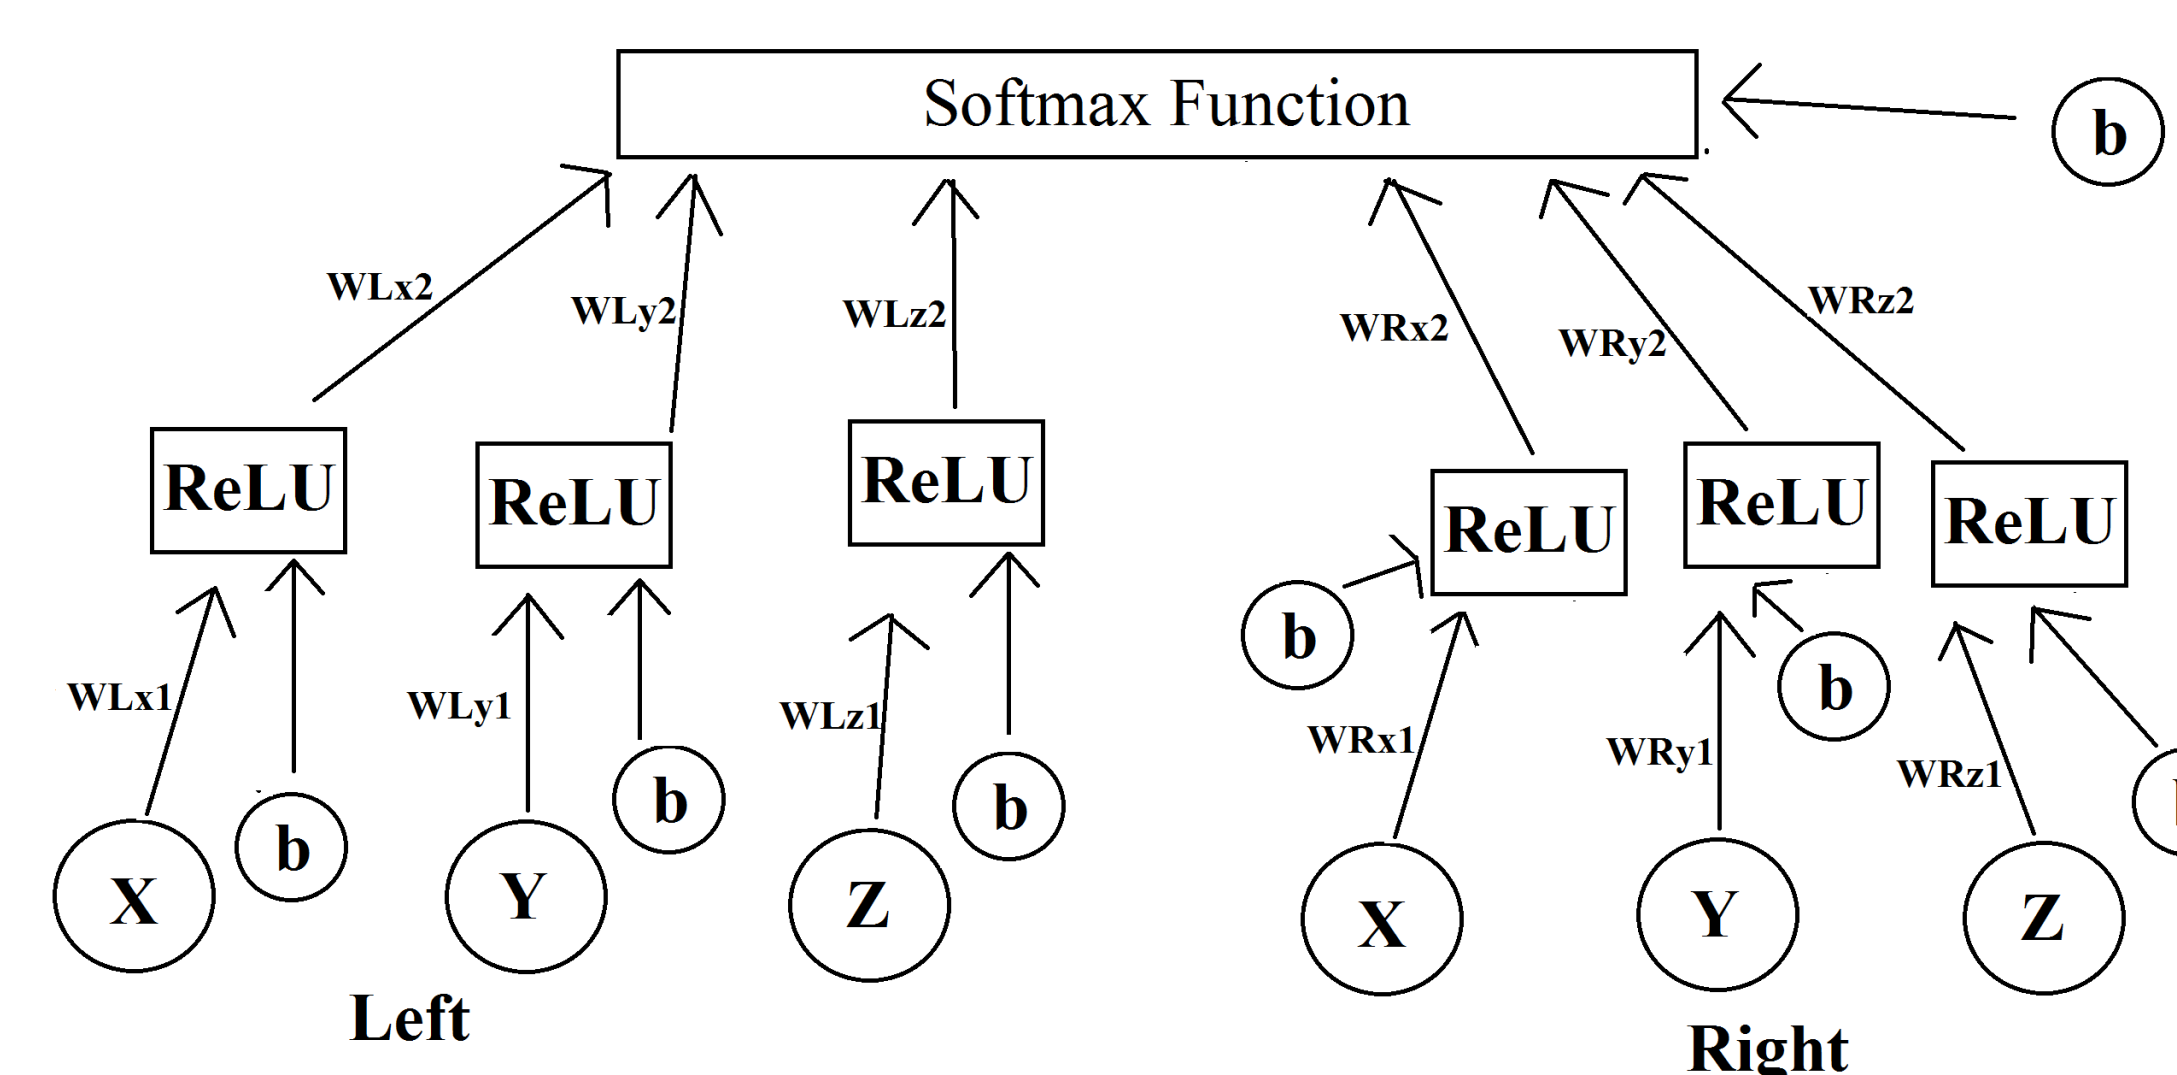 Softmax Function
b
WLx2
WLy2
WLz2
WRx2
WRy2
WRz2
ReLU
ReLU
ReLU
ReLU
ReLU
ReLU
b
b
WLx1
WLy1
WLz1
WRx1
WRy1
WRz1
b
b
b
X
Y
Z
X
Y
Z
Left
Right